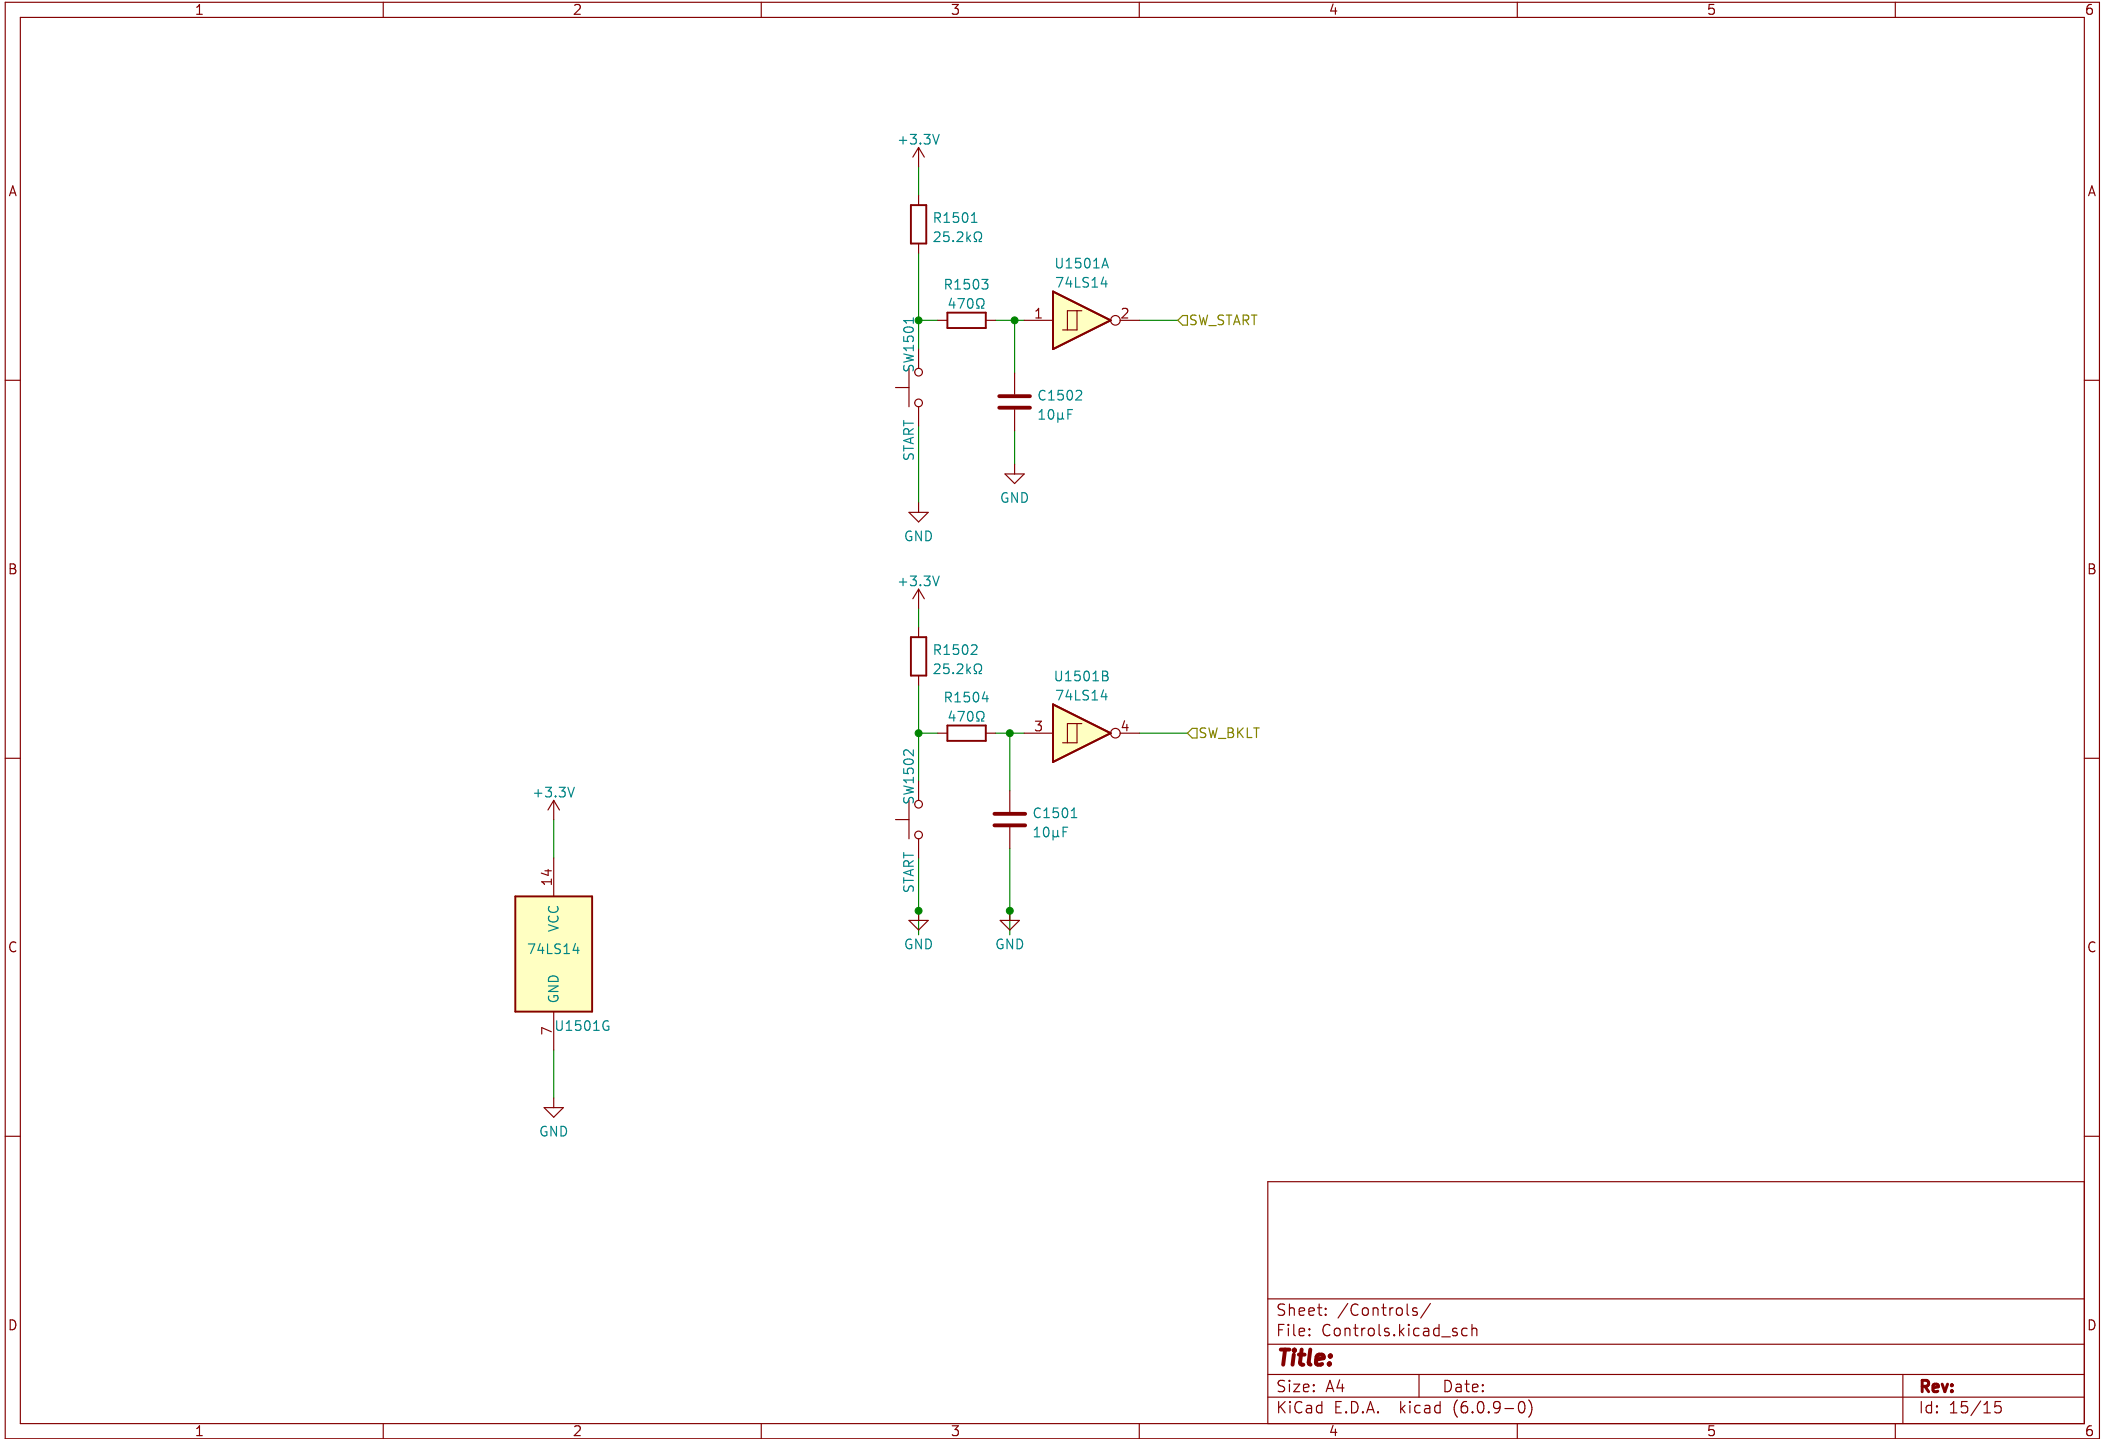 1 2 3 4 5 6
A A
B B
C C
D D
+3.3V
R1501
25.2kΩ
R1503
470Ω
U1501A
74LS14
1
2
SW_START
SW1501
START
C1502
10µF
GND
GND
+3.3V
R1502
25.2kΩ
R1504
470Ω
U1501B
74LS14
3
4
SW_BKLT
SW1502
START
C1501
10µF
GND
GND
+3.3V
14
VCC
74LS14
GND
7
U1501G
GND
Sheet: /Controls/
File: Controls.kicad_sch
Title:
Size: A4
Date:
Rev:
KiCad E.D.A. kicad (6.0.9-0)
Id: 15/15
1 2 3 4 5 6